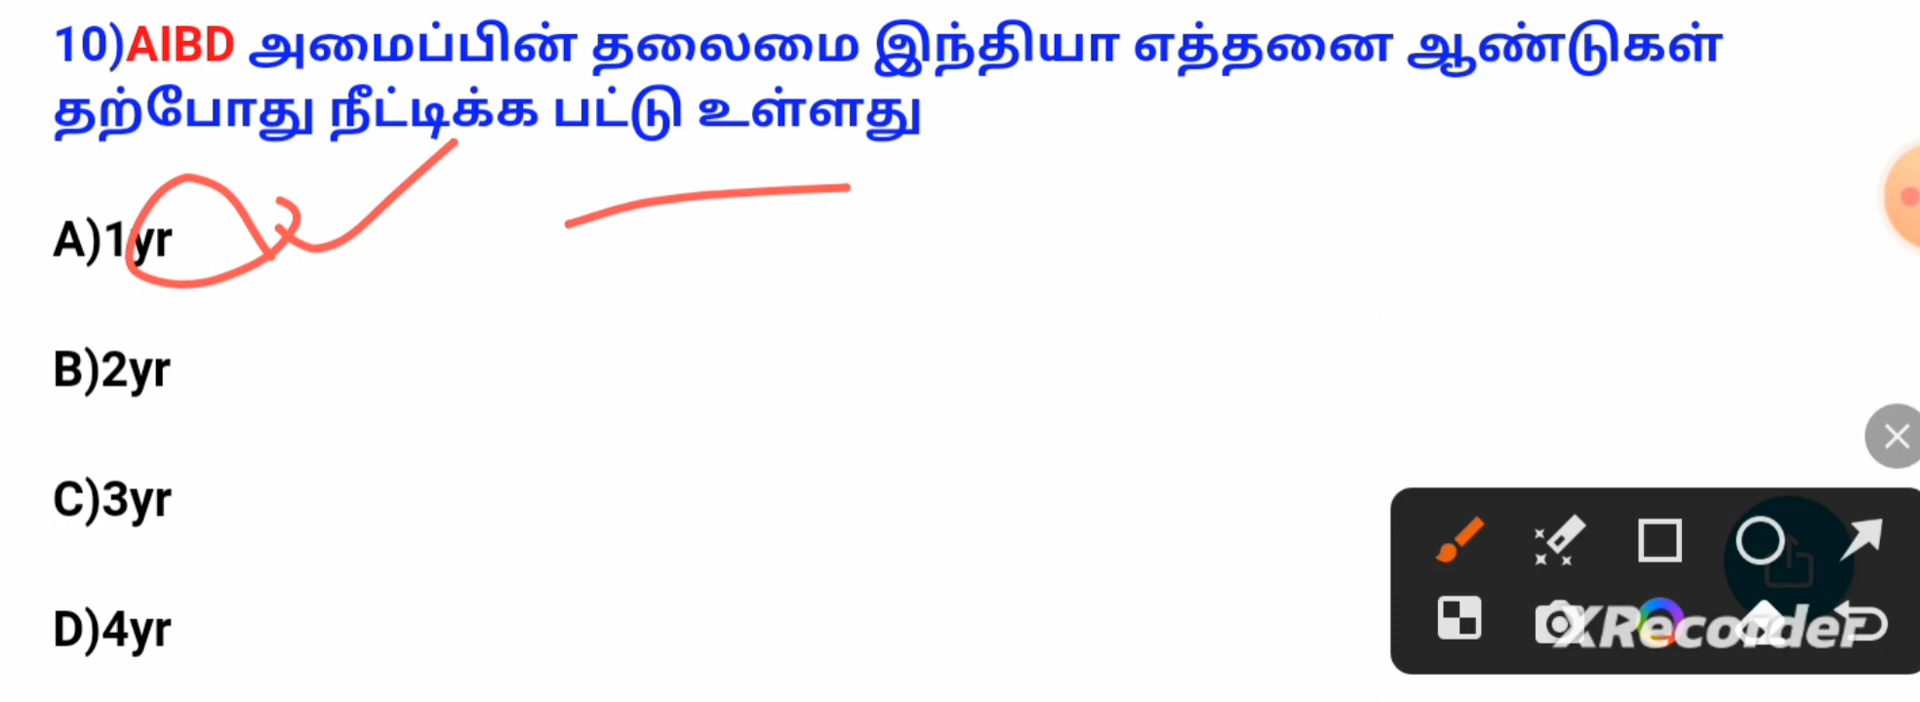 10)AIBD அமைப்பின் தலைமை இந்தியா எத்தனை ஆண்டுகள்
தற்போது நீட்டிக்க பட்டு உள்ளது
A)1yr
B)2yr
C)3yr
D)4yr
XRecorder